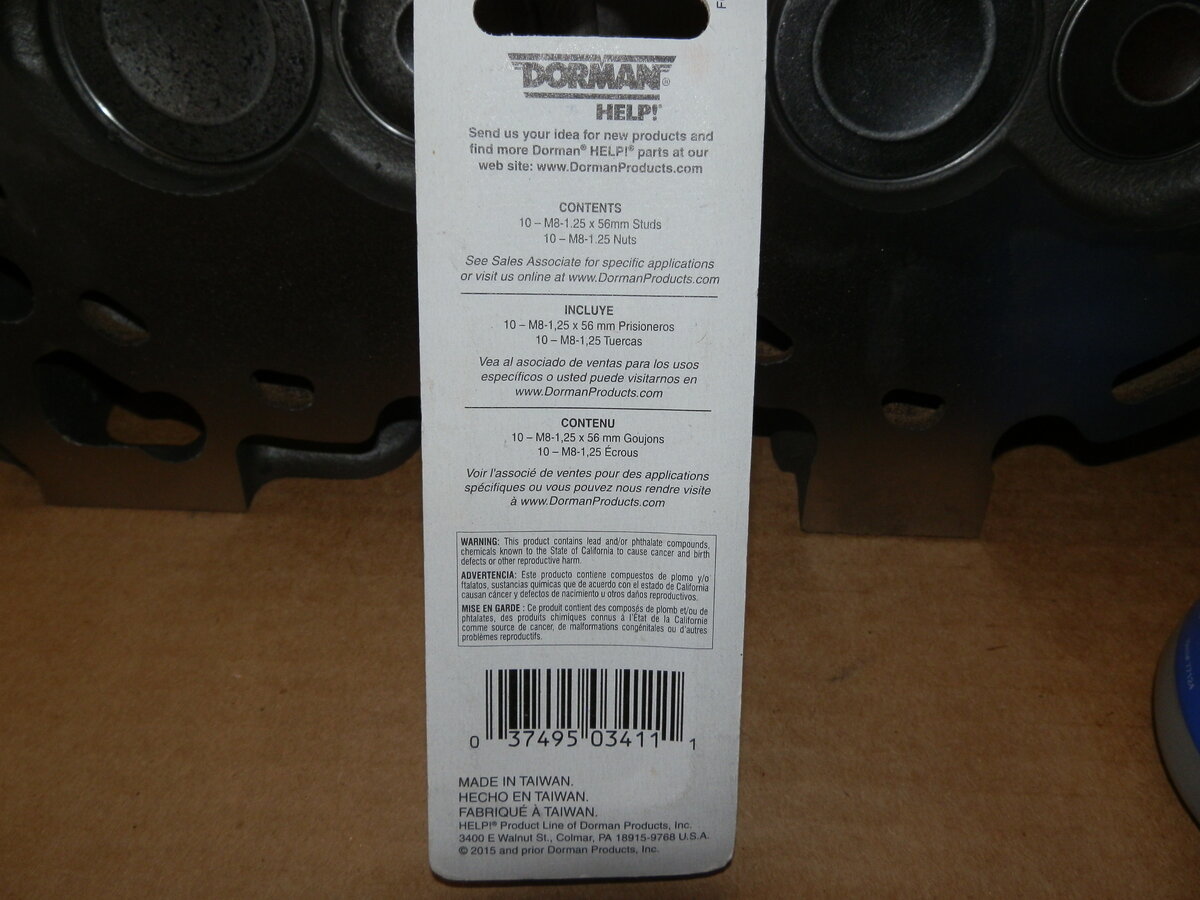 DORMAN®
HELP!®
Send us your idea for new products and
find more Dorman® HELP!® parts at our
web site: www.DormanProducts.com
CONTENTS
10 – M8-1.25 x 56mm Studs
10 – M8-1.25 Nuts
See Sales Associate for specific applications
or visit us online at www.DormanProducts.com
INCLUYE
10 – M8-1,25 x 56 mm Prisioneros
10 – M8-1,25 Tuercas
Vea al asociado de ventas para los usos
específicos o usted puede visitarnos en
www.DormanProducts.com
CONTENU
10 – M8-1,25 x 56 mm Goujons
10 – M8-1,25 Écrous
Voir l'associé de ventes pour des applications
spécifiques ou vous pouvez nous rendre visite
à www.DormanProducts.com
WARNING: This product contains lead and/or phthalate compounds,
chemicals known to the State of California to cause cancer and birth
defects or other reproductive harm.
ADVERTENCIA: Este producto contiene compuestos de plomo y/o
ftalatos, sustancias químicas que de acuerdo con el estado de California
causan cáncer y defectos de nacimiento u otros daños reproductivos.
MISE EN GARDE : Ce produit contient des composés de plomb et/ou de
phtalates, des produits chimiques connus à l'État de la Californie
comme source de cancer, de malformations congénitales ou d'autres
problèmes reproductifs.
0 37495 03411 1
MADE IN TAIWAN.
HECHO EN TAIWAN.
FABRIQUÉ À TAIWAN.
HELP!® Product Line of Dorman Products, Inc.
3400 E Walnut St., Colmar, PA 18915-9768 U.S.A.
© 2015 and prior Dorman Products, Inc.